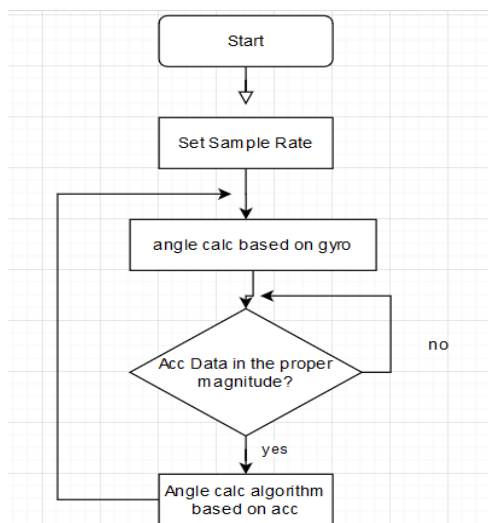 Start
Set Sample Rate
angle calc based on gyro
Acc Data in the proper
magnitude?
no
yes
Angle calc algorithm
based on acc